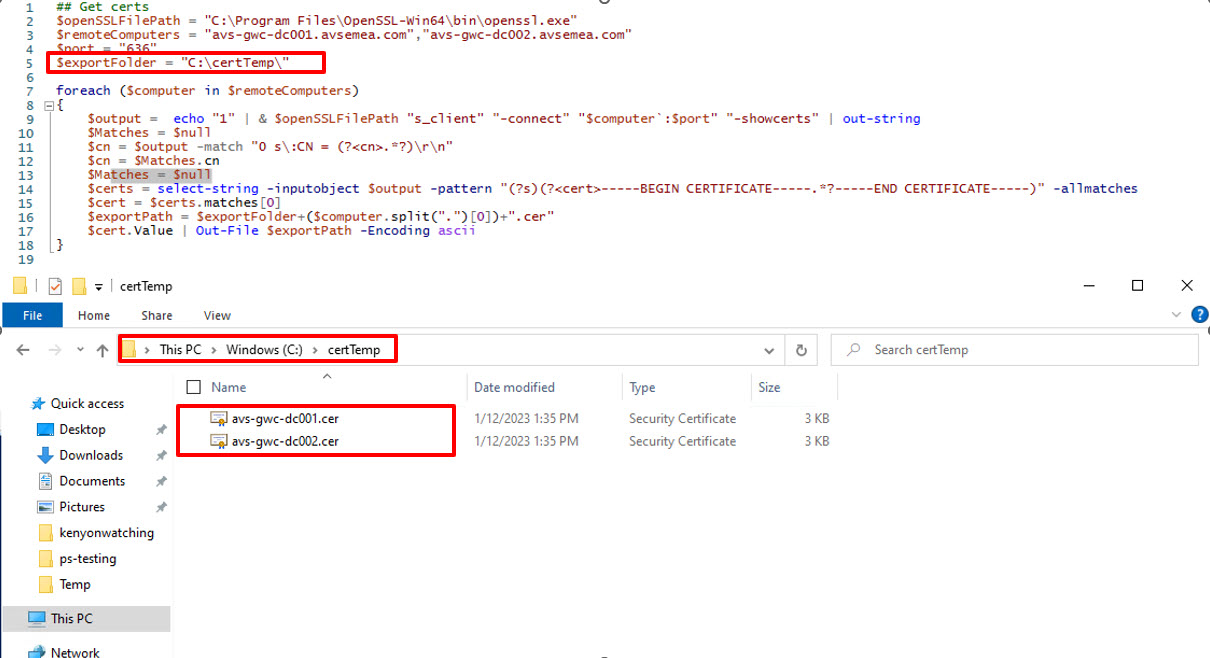 1 ## Get certs
2 $openSSLFilePath = "C:\Program Files\OpenSSL-Win64\bin\openssl.exe"
3 $remoteComputers = "avs-gwc-dc001.avsemea.com","avs-gwc-dc002.avsemea.com"
4 $port = "636"
5 $exportFolder = "C:\certTemp\"
6
7 foreach ($computer in $remoteComputers)
8 {
9 $output =  echo "1" | & $openSSLFilePath "s_client" "-connect" "$computer`:$port" "-showcerts" | out-string
10 $Matches = $null
11 $cn = $output -match "0 s\:CN = (?<cn>.*?)\r\n"
12 $cn = $Matches.cn
13 $Matches = $null
14 $certs = select-string -inputobject $output -pattern "(?s)(?<cert>-----BEGIN CERTIFICATE-----.*?-----END CERTIFICATE-----)" -allmatches
15 $cert = $certs.matches[0]
16 $exportPath = $exportFolder+($computer.split(".")[0])+".cer"
17 $cert.Value | Out-File $exportPath -Encoding ascii
18 }
19
certTemp
File Home Share View
This PC Windows (C:) certTemp Search certTemp
Name Date modified Type Size
Quick access
avs-gwc-dc001.cer 1/12/2023 1:35 PM Security Certificate 3 KB
Desktop
avs-gwc-dc002.cer 1/12/2023 1:35 PM Security Certificate 3 KB
Downloads
Documents
Pictures
kenyonwatching
ps-testing
Temp
This PC
Network